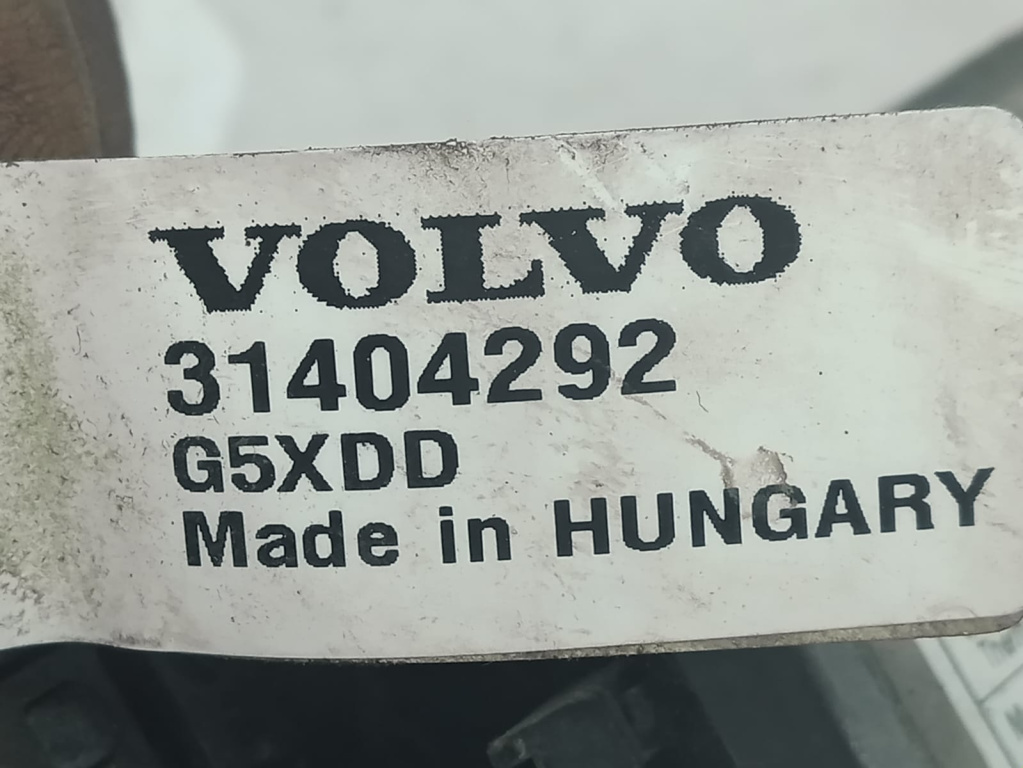 VOLVO
31404292
G5XDD
Made in HUNGARY